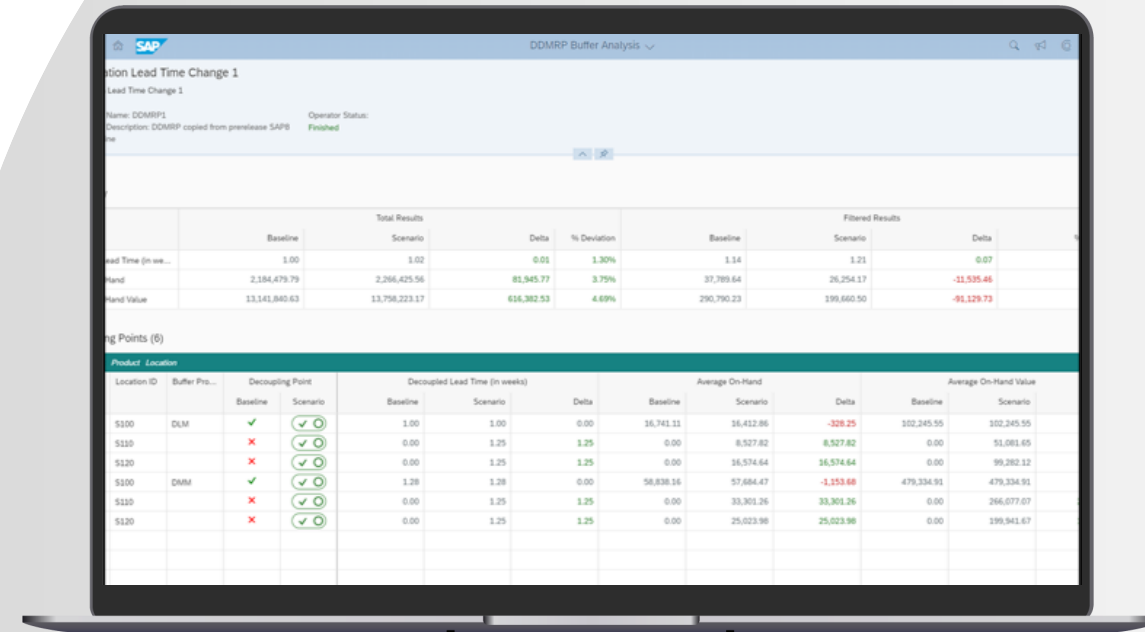 SAP DDMRP Buffer Analysis
ation Lead Time Change 1
Lead Time Change 1
Name: DDMRP1 Operator Status:
Description: DDMRP copied from prerelease SAP8 Finished
ne
Total Results Filtered Results
Baseline Scenario Delta % Deviation Baseline Scenario Delta %
ead Time (in we... 1.00 1.02 0.01 1.30% 1.14 1.21 0.07
Hand 2,184,479.79 2,266,425.56 81,945.77 3.75% 37,789.64 26,254.17 -11,535.46
Hand Value 13,141,840.63 13,758,223.17 616,382.53 4.69% 290,790.23 199,660.50 -91,129.73
ng Points (6)
Product Location
Location ID Buffer Pro... Decoupling Point Decoupled Lead Time (in weeks) Average On-Hand Average On-Hand Value
Baseline Scenario Baseline Scenario Delta Baseline Scenario Delta Baseline Scenario
S100 DLM 1.00 1.00 0.00 16,741.11 16,412.86 -328.25 102,245.55 102,245.55
S110 0.00 1.25 1.25 0.00 8,527.82 8,527.82 0.00 51,081.65
S120 0.00 1.25 1.25 0.00 16,574.64 16,574.64 0.00 99,282.12
S100 DMM 1.28 1.28 0.00 58,838.16 57,684.47 -1,153.68 479,334.91 479,334.91
S110 0.00 1.25 1.25 0.00 33,301.26 33,301.26 0.00 266,077.07
S120 0.00 1.25 1.25 0.00 25,023.98 25,023.98 0.00 199,941.67